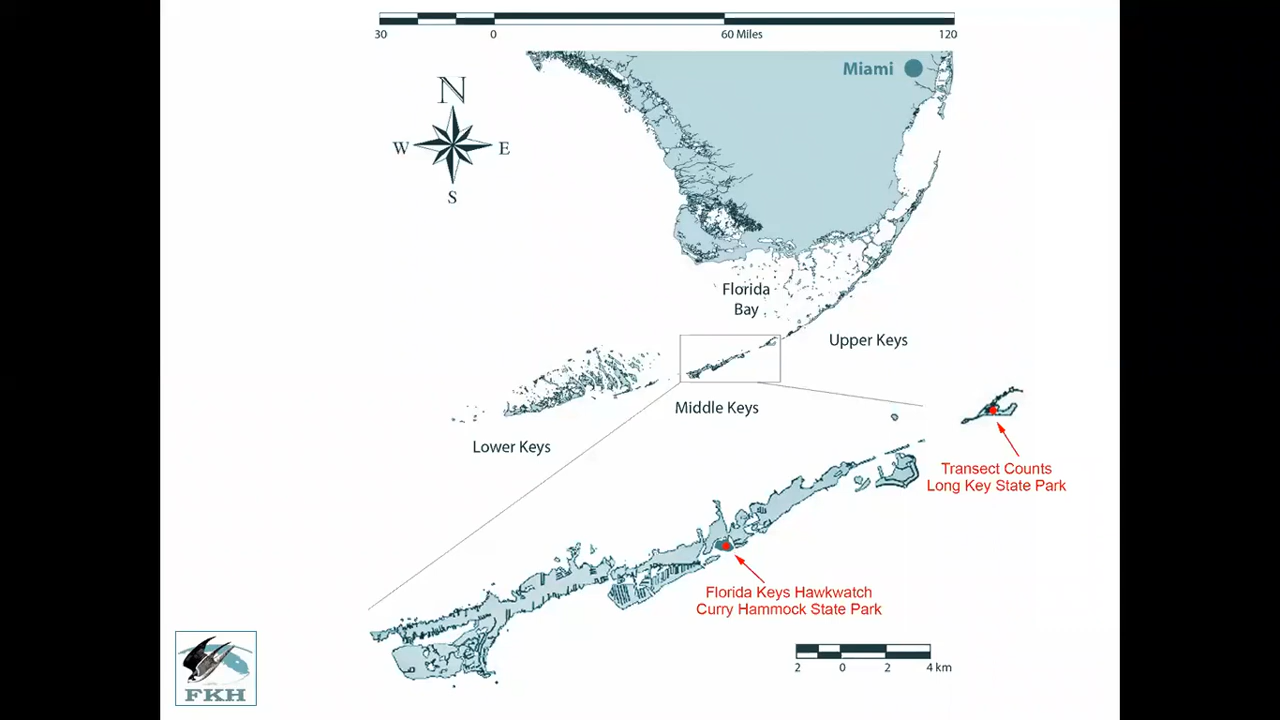 30 0 60 Miles 120
Miami
N
W E
S
Florida
Bay
Upper Keys
Middle Keys
Lower Keys
Transect Counts
Long Key State Park
Florida Keys Hawkwatch
Curry Hammock State Park
2 0 2 4 km
FKH